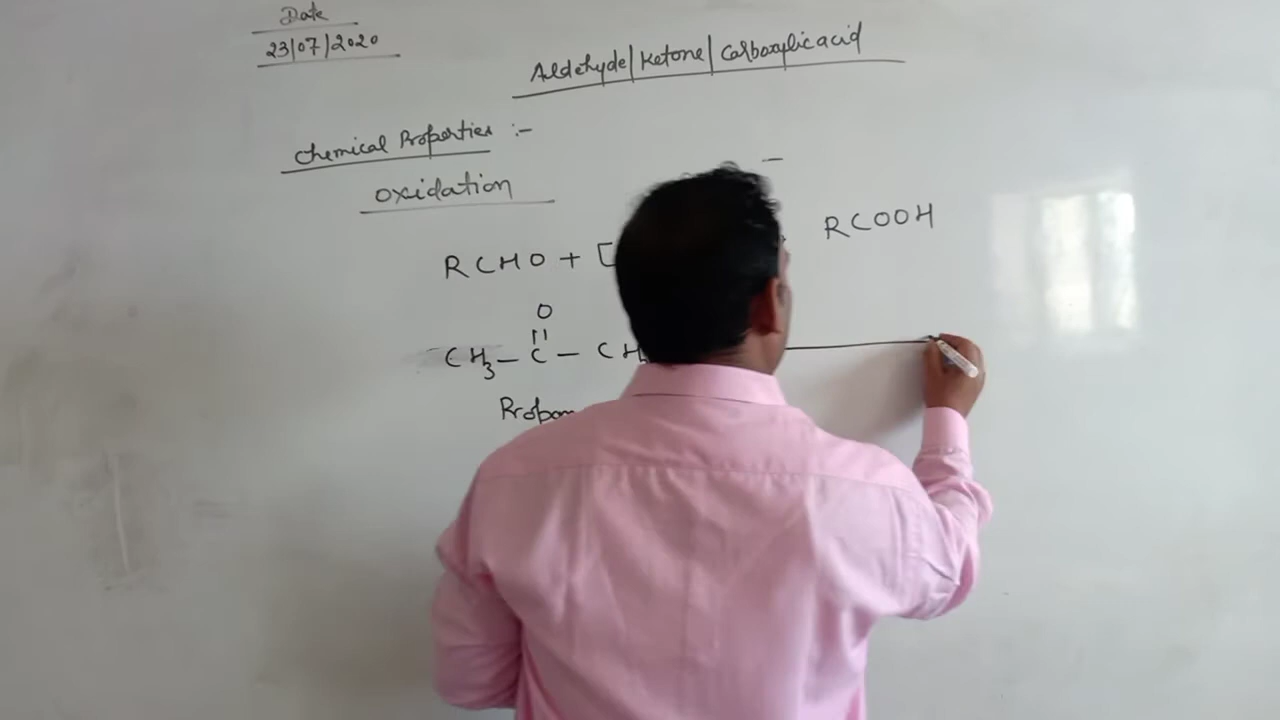 Date
23/07/2020
Aldehyde/Ketone/Carboxylic acid
Chemical Properties :-
oxidation
RCHO + [ RCOOH
O
CH3 – C – CH